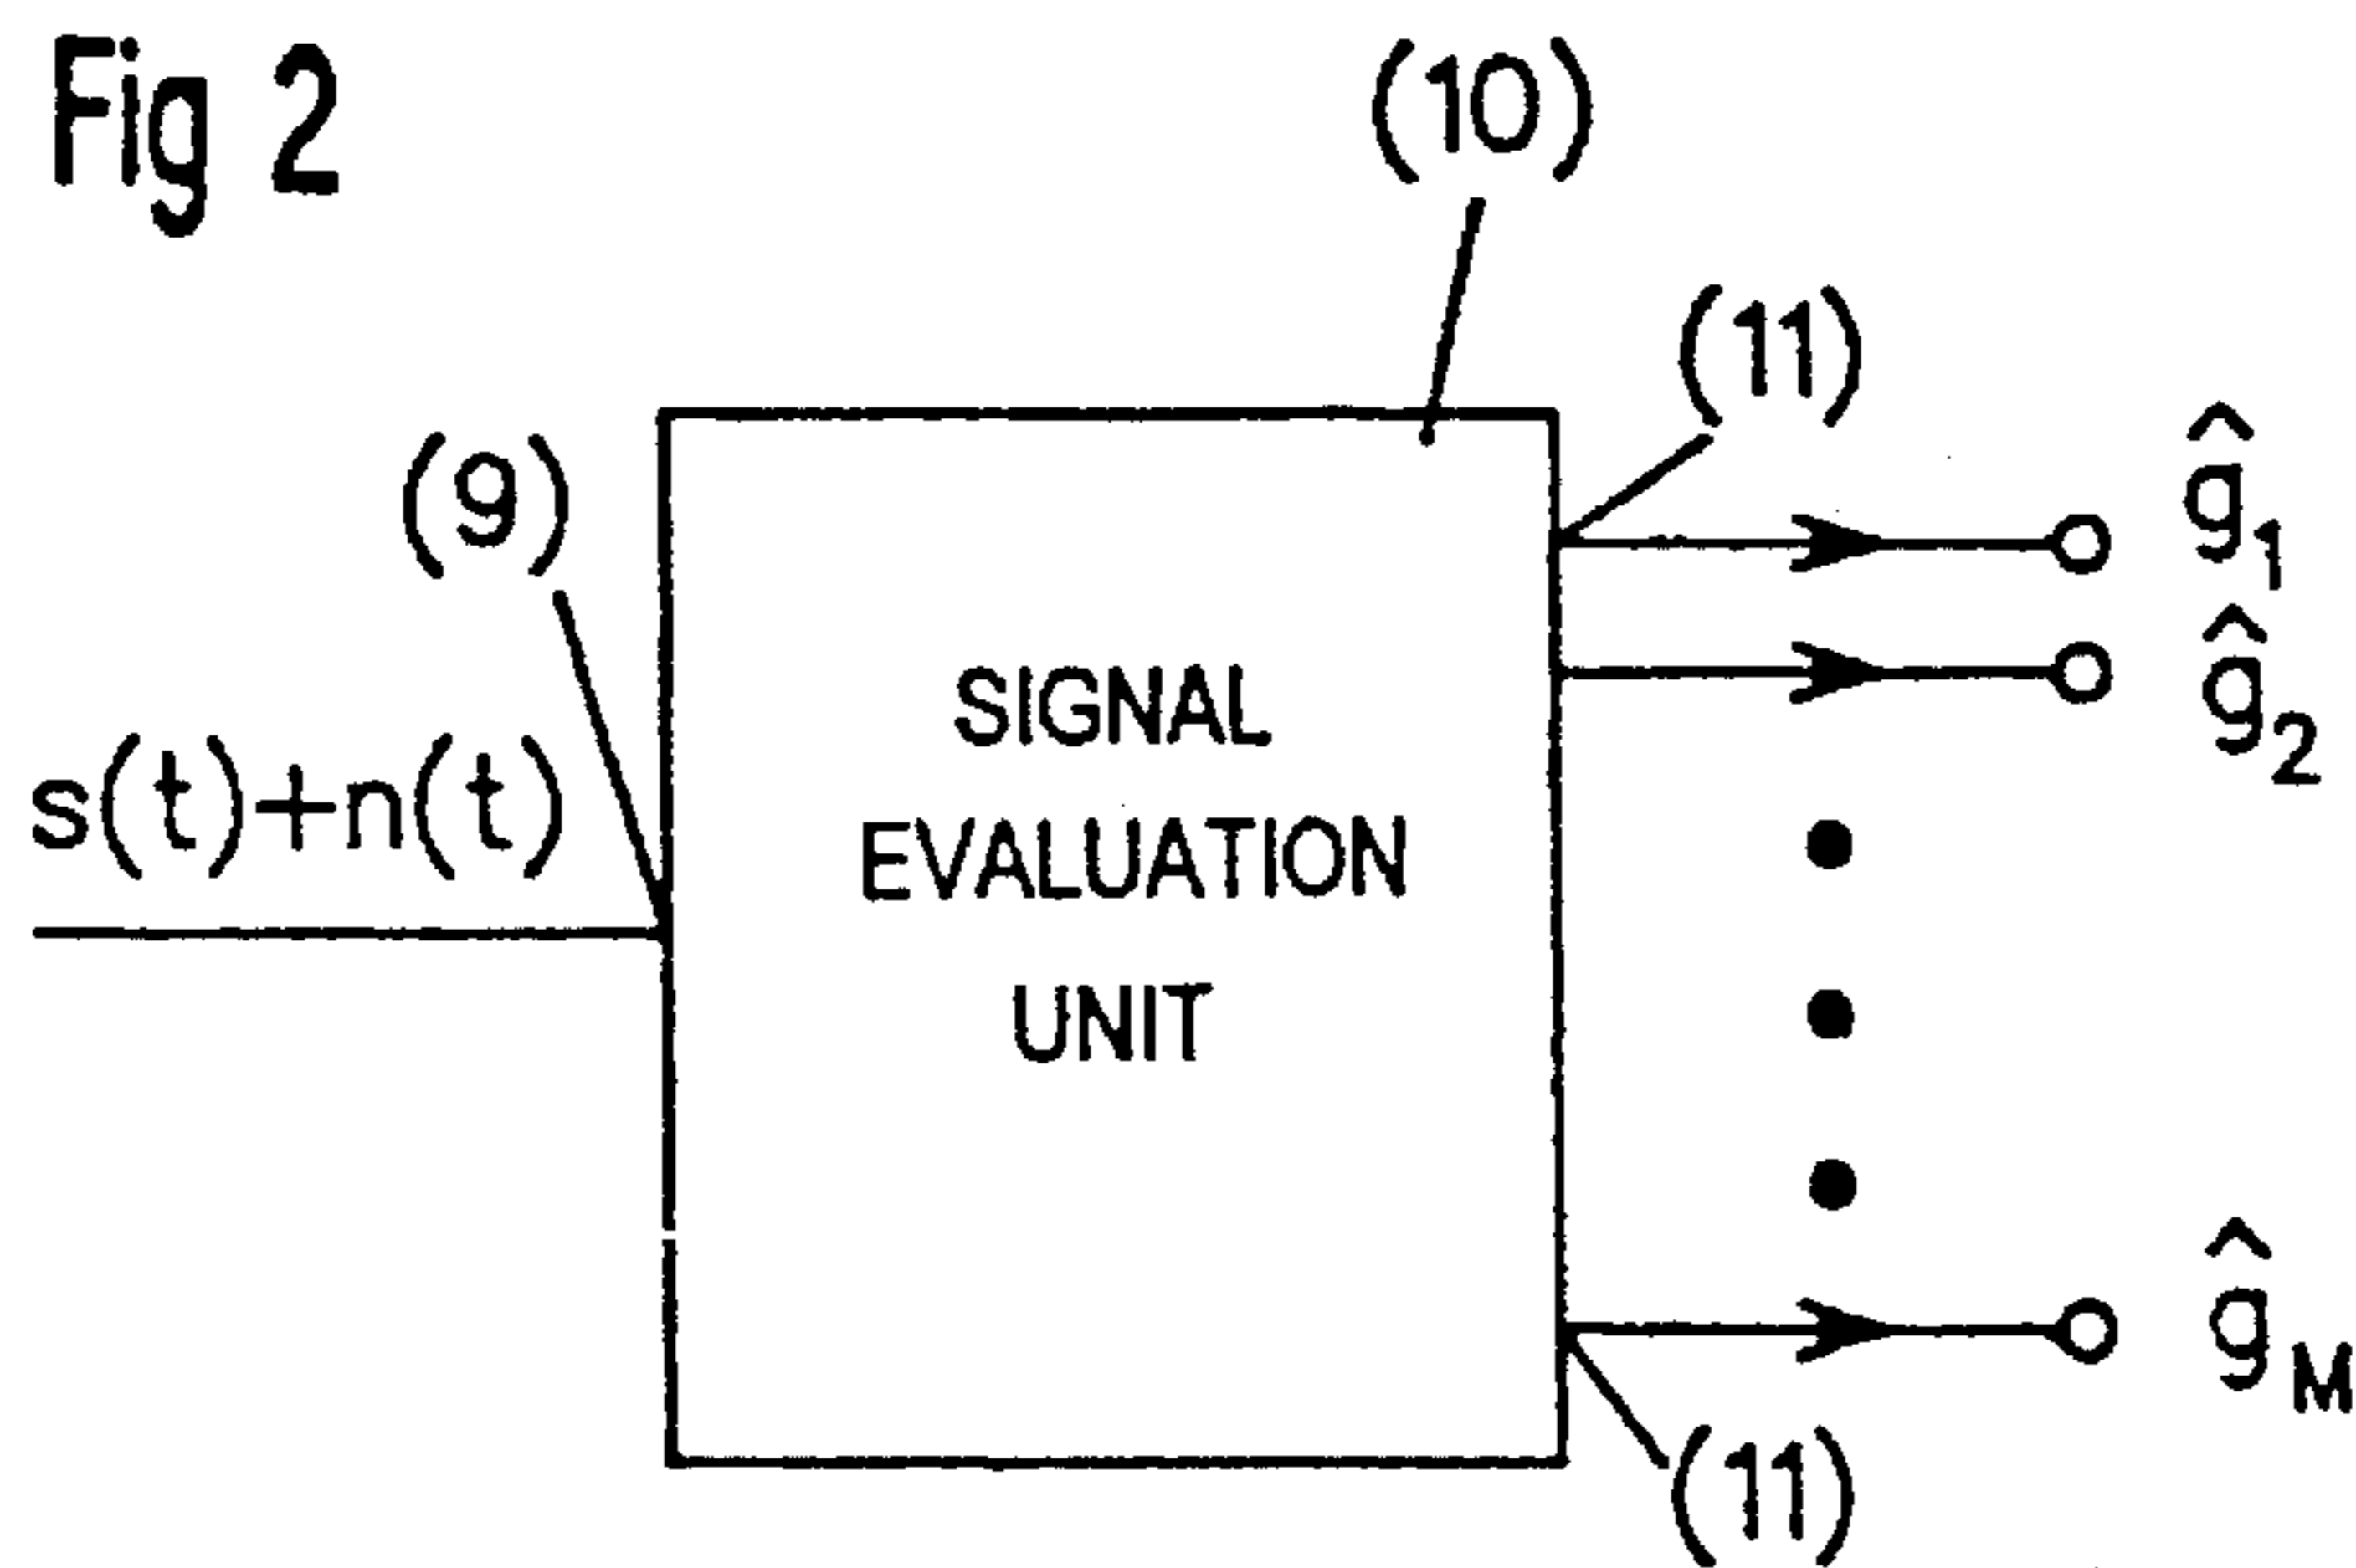 Fig 2
(10)
(11)
(9)
ĝ1
ĝ2
s(t)+n(t)
SIGNAL
EVALUATION
UNIT
ĝM
(11)